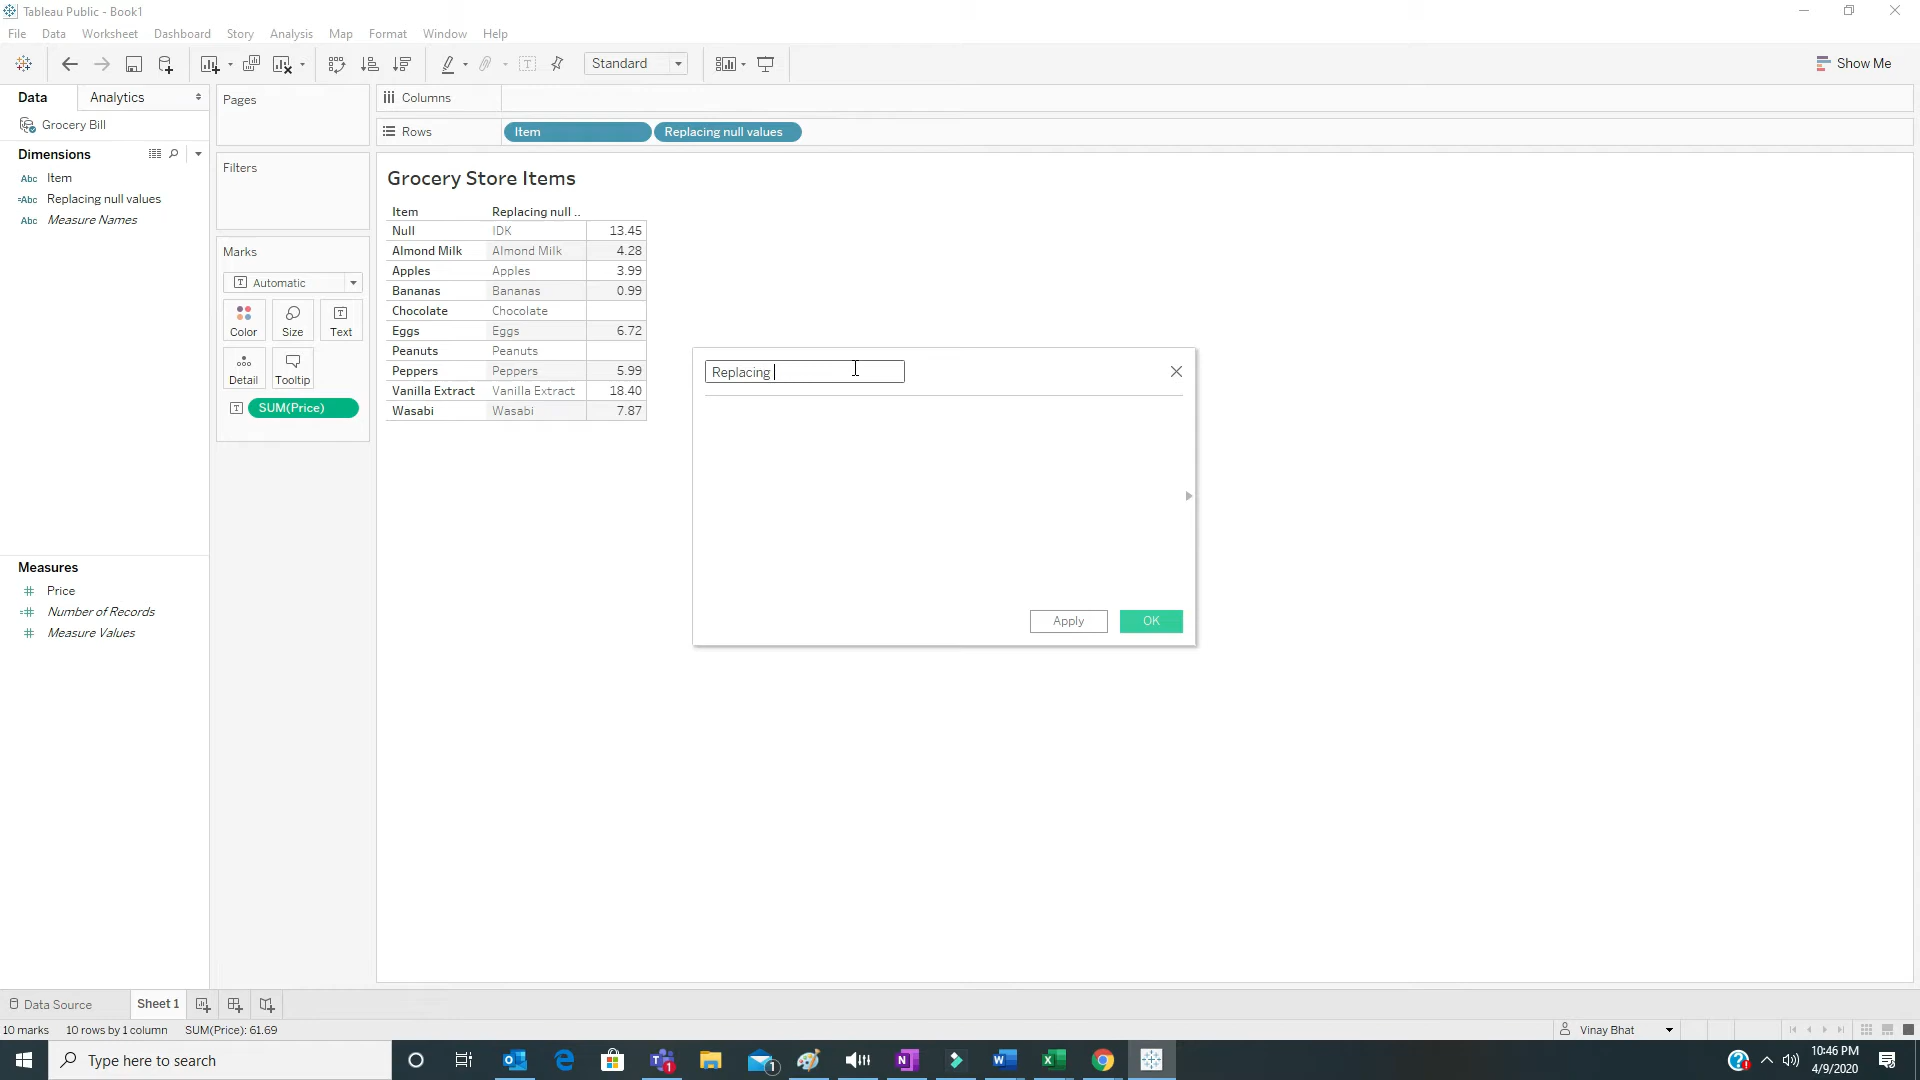 Tableau Public - Book1
File Data Worksheet Dashboard Story Analysis Map Format Window Help
Standard
Show Me
Data Analytics
Grocery Bill
Dimensions
Abc Item
=Abc Replacing null values
Abc Measure Names
Measures
# Price
=# Number of Records
# Measure Values
Pages
Filters
Marks
Automatic
Color Size Text
Detail Tooltip
SUM(Price)
Columns
Rows Item Replacing null values
Grocery Store Items
Item Replacing null ..
Null IDK 13.45
Almond Milk Almond Milk 4.28
Apples Apples 3.99
Bananas Bananas 0.99
Chocolate Chocolate
Eggs Eggs 6.72
Peanuts Peanuts
Peppers Peppers 5.99
Vanilla Extract Vanilla Extract 18.40
Wasabi Wasabi 7.87
Replacing
Apply OK
Data Source Sheet 1
10 marks 10 rows by 1 column SUM(Price): 61.69
Vinay Bhat
Type here to search
10:46 PM
4/9/2020